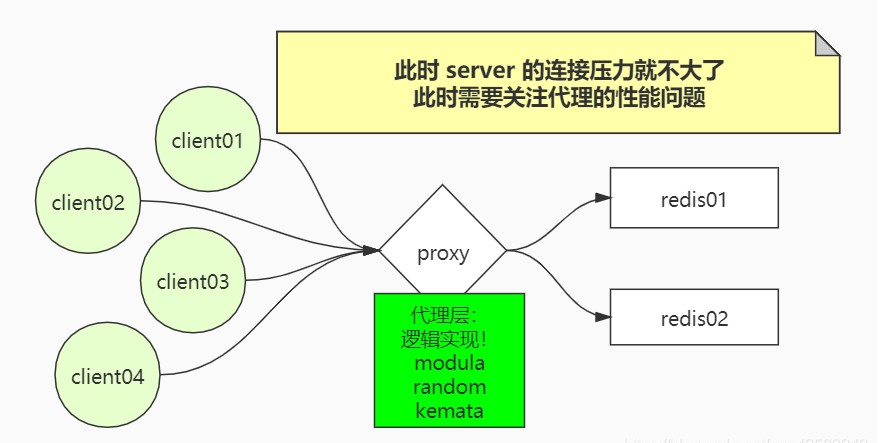 此时 server 的连接压力就不大了
此时需要关注代理的性能问题
client01
client02
client03
client04
proxy
代理层：
逻辑实现！
modula
random
kemata
redis01
redis02